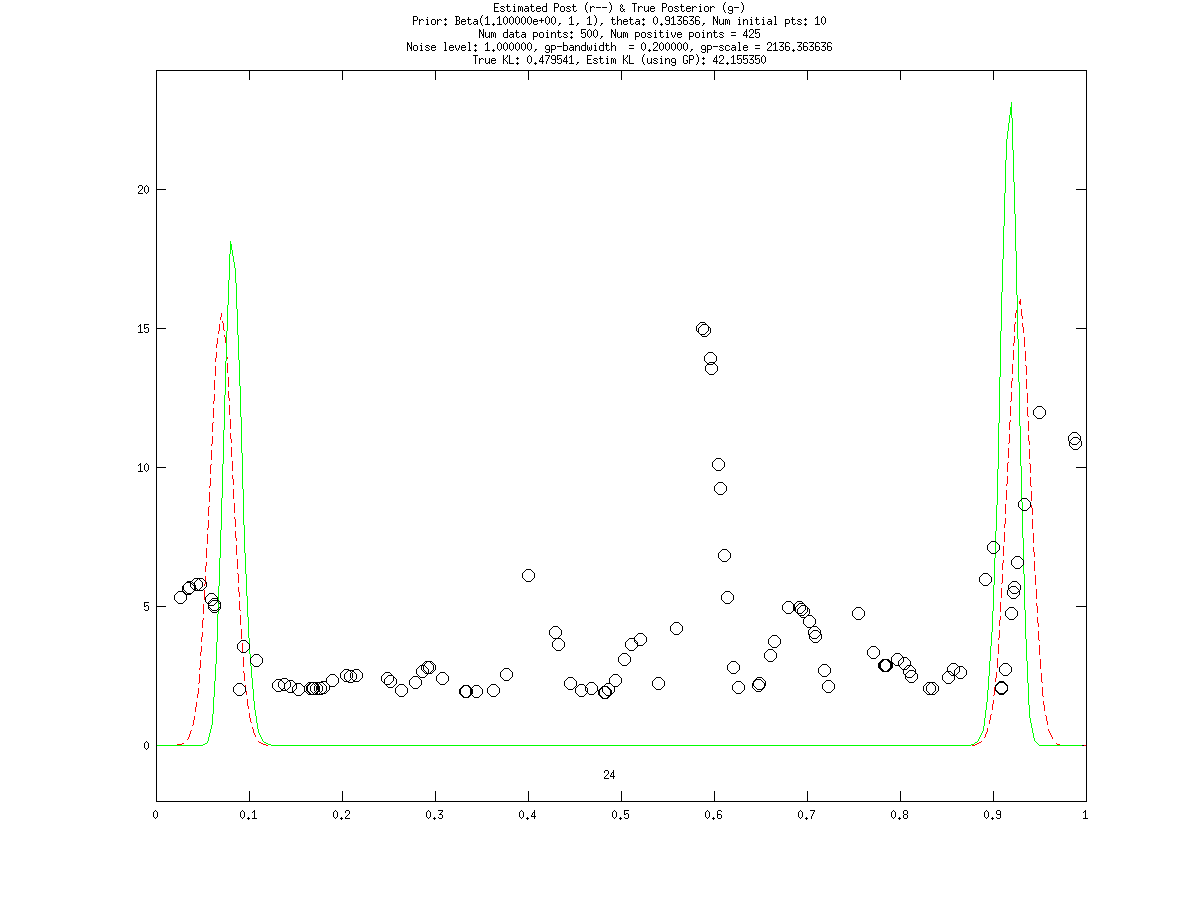 Estimated Post (r--) & True Posterior (g-)
Prior: Beta(1.100000e+00, 1, 1), theta: 0.913636, Num initial pts: 10
Num data points: 500, Num positive points = 425
Noise level: 1.000000, gp-bandwidth  = 0.200000, gp-scale = 2136.363636
True KL: 0.479541, Estim KL (using GP): 42.155350
20
15
10
5
0
24
0 0.1 0.2 0.3 0.4 0.5 0.6 0.7 0.8 0.9 1